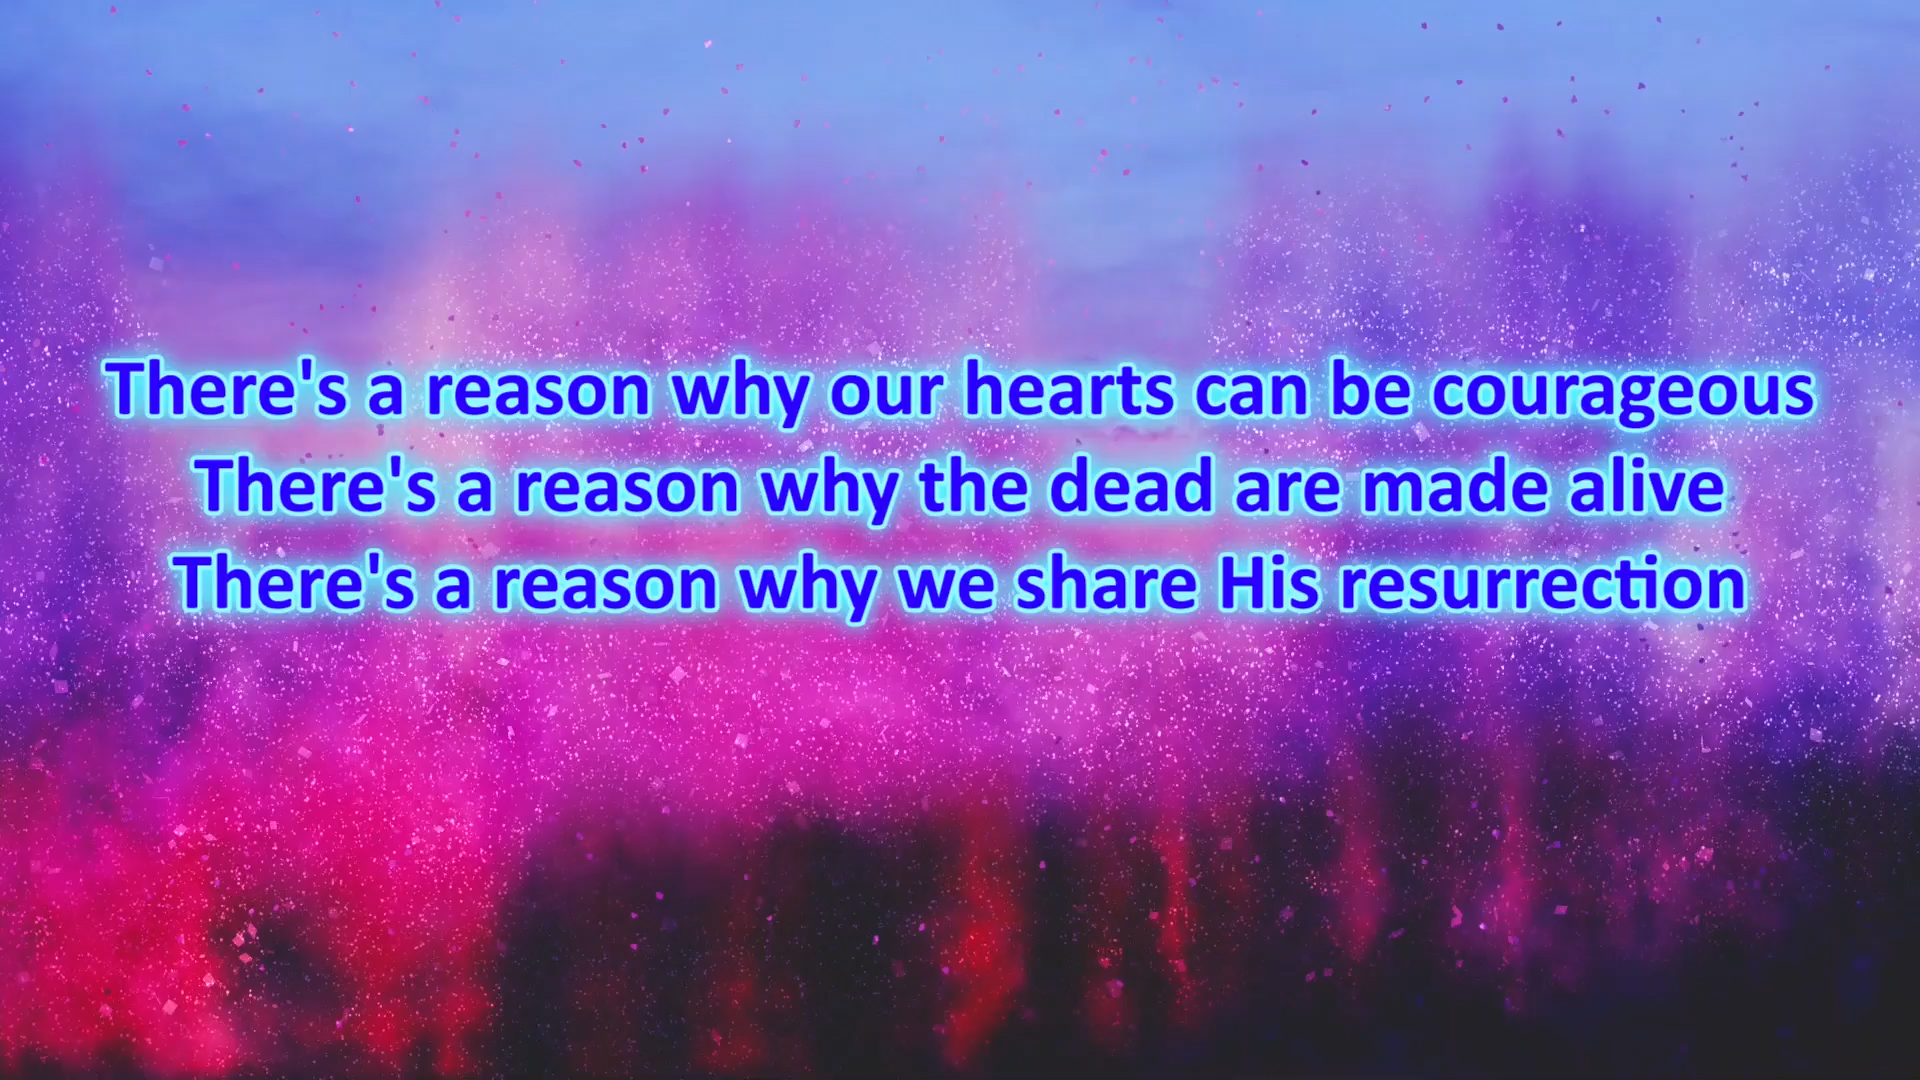 There's a reason why our hearts can be courageous
There's a reason why the dead are made alive
There's a reason why we share His resurrection